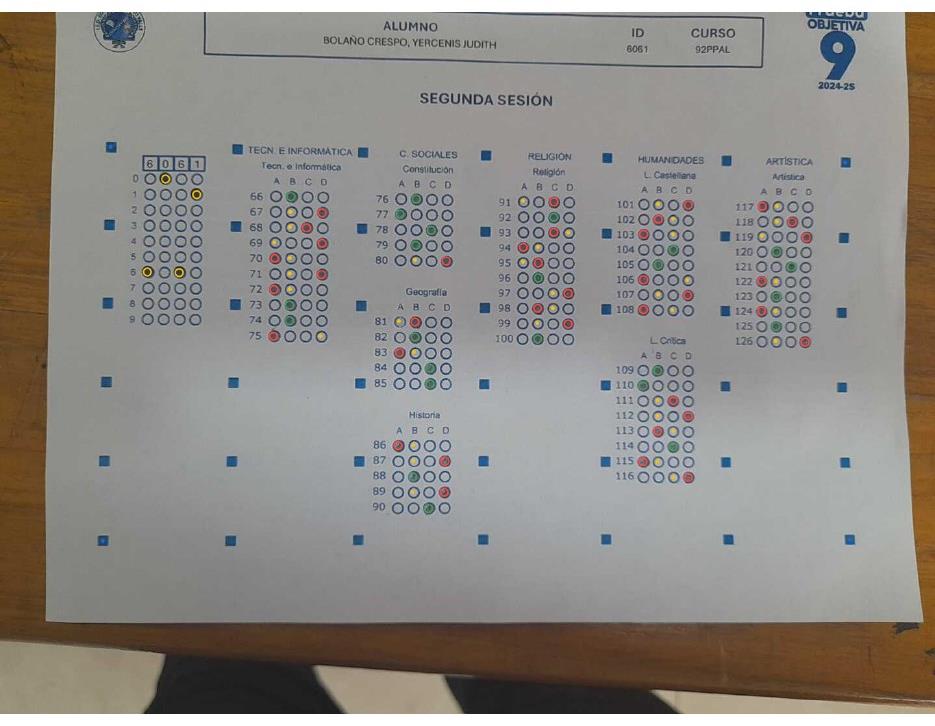 Prueba
OBJETIVA
9
2024-25
ALUMNO ID CURSO
BOLAÑO CRESPO, YERCENIS JUDITH 6061 92PPAL
SEGUNDA SESIÓN
6 0 6 1
0
1
2
3
4
5
6
7
8
9
TECN. E INFORMÁTICA
Tecn. e Informática
A B C D
66
67
68
69
70
71
72
73
74
75
C. SOCIALES
Constitución
A B C D
76
77
78
79
80
Geografía
A B C D
81
82
83
84
85
Historia
A B C D
86
87
88
89
90
RELIGIÓN
Religión
A B C D
91
92
93
94
95
96
97
98
99
100
HUMANIDADES
L. Castellana
A B C D
101
102
103
104
105
106
107
108
L. Crítica
A B C D
109
110
111
112
113
114
115
116
ARTÍSTICA
Artística
A B C D
117
118
119
120
121
122
123
124
125
126